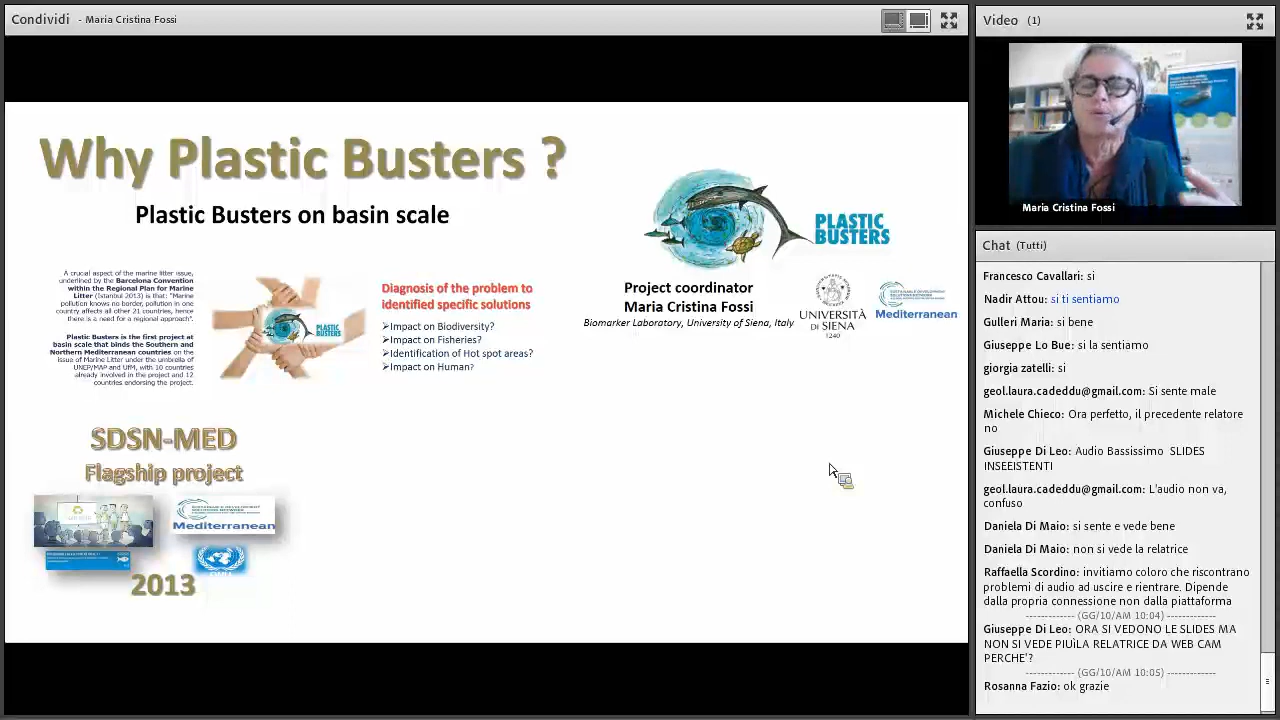 Condividi - Maria Cristina Fossi
Why Plastic Busters ?
Plastic Busters on basin scale
A crucial aspect of the marine litter issue,
underlined by the Barcelona Convention
within the Regional Plan for Marine
Litter (Istanbul 2013) is that: "Marine
pollution knows no border, pollution in one
country affects all other 21 countries, hence
there is a need for a regional approach".
Plastic Busters is the first project at
basin scale that binds the Southern and
Northern Mediterranean countries on the
issue of Marine Litter under the umbrella of
UNEP/MAP and UfM, with 10 countries
already involved in the project and 12
countries endorsing the project.
PLASTIC
BUSTERS
Diagnosis of the problem to
identified specific solutions
Impact on Biodiversity?
Impact on Fisheries?
Identification of Hot spot areas?
Impact on Human?
PLASTIC
BUSTERS
Project coordinator
Maria Cristina Fossi
Biomarker Laboratory, University of Siena, Italy
UNIVERSITÀ
DI SIENA
1240
SUSTAINABLE DEVELOPMENT
SOLUTIONS NETWORK
Mediterranean
SDSN-MED
Flagship project
SUSTAINABLE DEVELOPMENT
SOLUTIONS NETWORK
Mediterranean
2013
Video (1)
Maria Cristina Fossi
Chat (Tutti)
Francesco Cavallari: si
Nadir Attou: si ti sentiamo
Gulleri Maria: si bene
Giuseppe Lo Bue: si la sentiamo
giorgia zatelli: si
geol.laura.cadeddu@gmail.com: Si sente male
Michele Chieco: Ora perfetto, il precedente relatore
no
Giuseppe Di Leo: Audio Bassissimo SLIDES
INSEEISTENTI
geol.laura.cadeddu@gmail.com: L'audio non va,
confuso
Daniela Di Maio: si sente e vede bene
Daniela Di Maio: non si vede la relatrice
Raffaella Scordino: invitiamo coloro che riscontrano
problemi di audio ad uscire e rientrare. Dipende
dalla propria connessione non dalla piattaforma
------------- (GG/10/AM 10:04) -------------
Giuseppe Di Leo: ORA SI VEDONO LE SLIDES MA
NON SI VEDE PIUìLA RELATRICE DA WEB CAM
PERCHE'?
------------- (GG/10/AM 10:05) -------------
Rosanna Fazio: ok grazie